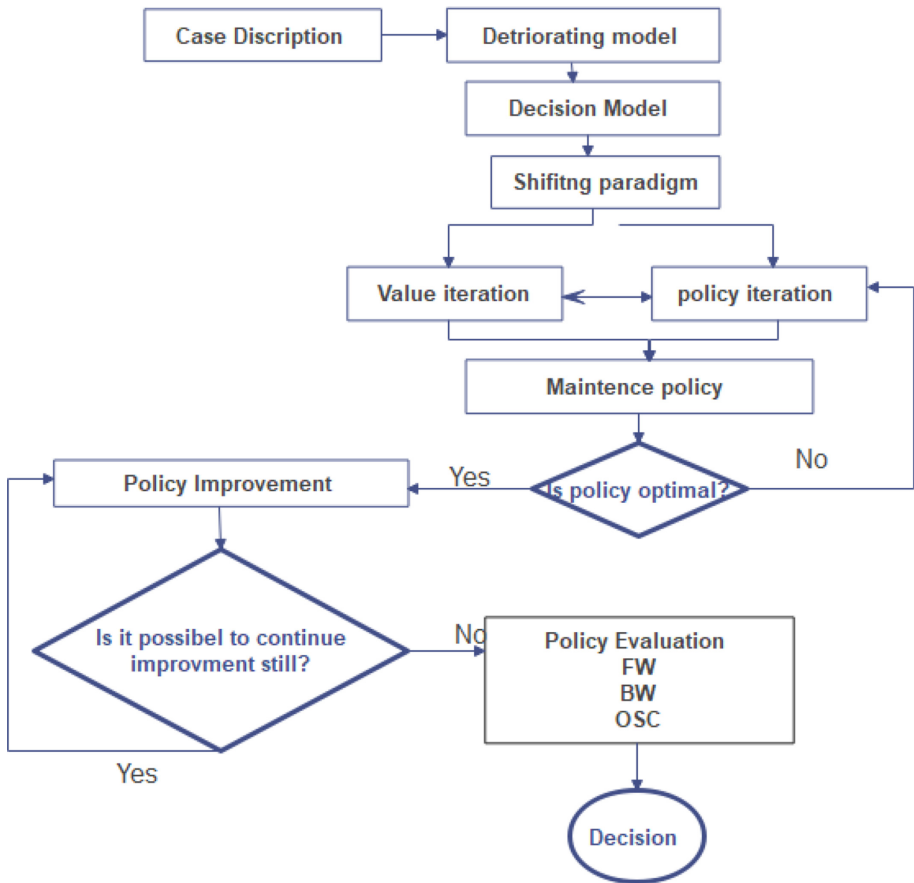 Case Discription
Detriorating model
Decision Model
Shifitng paradigm
Value iteration
policy iteration
Maintence policy
Is policy optimal?
No
Yes
Policy Improvement
Is it possibel to continue
improvment still?
No
Yes
Policy Evaluation
FW
BW
OSC
Decision